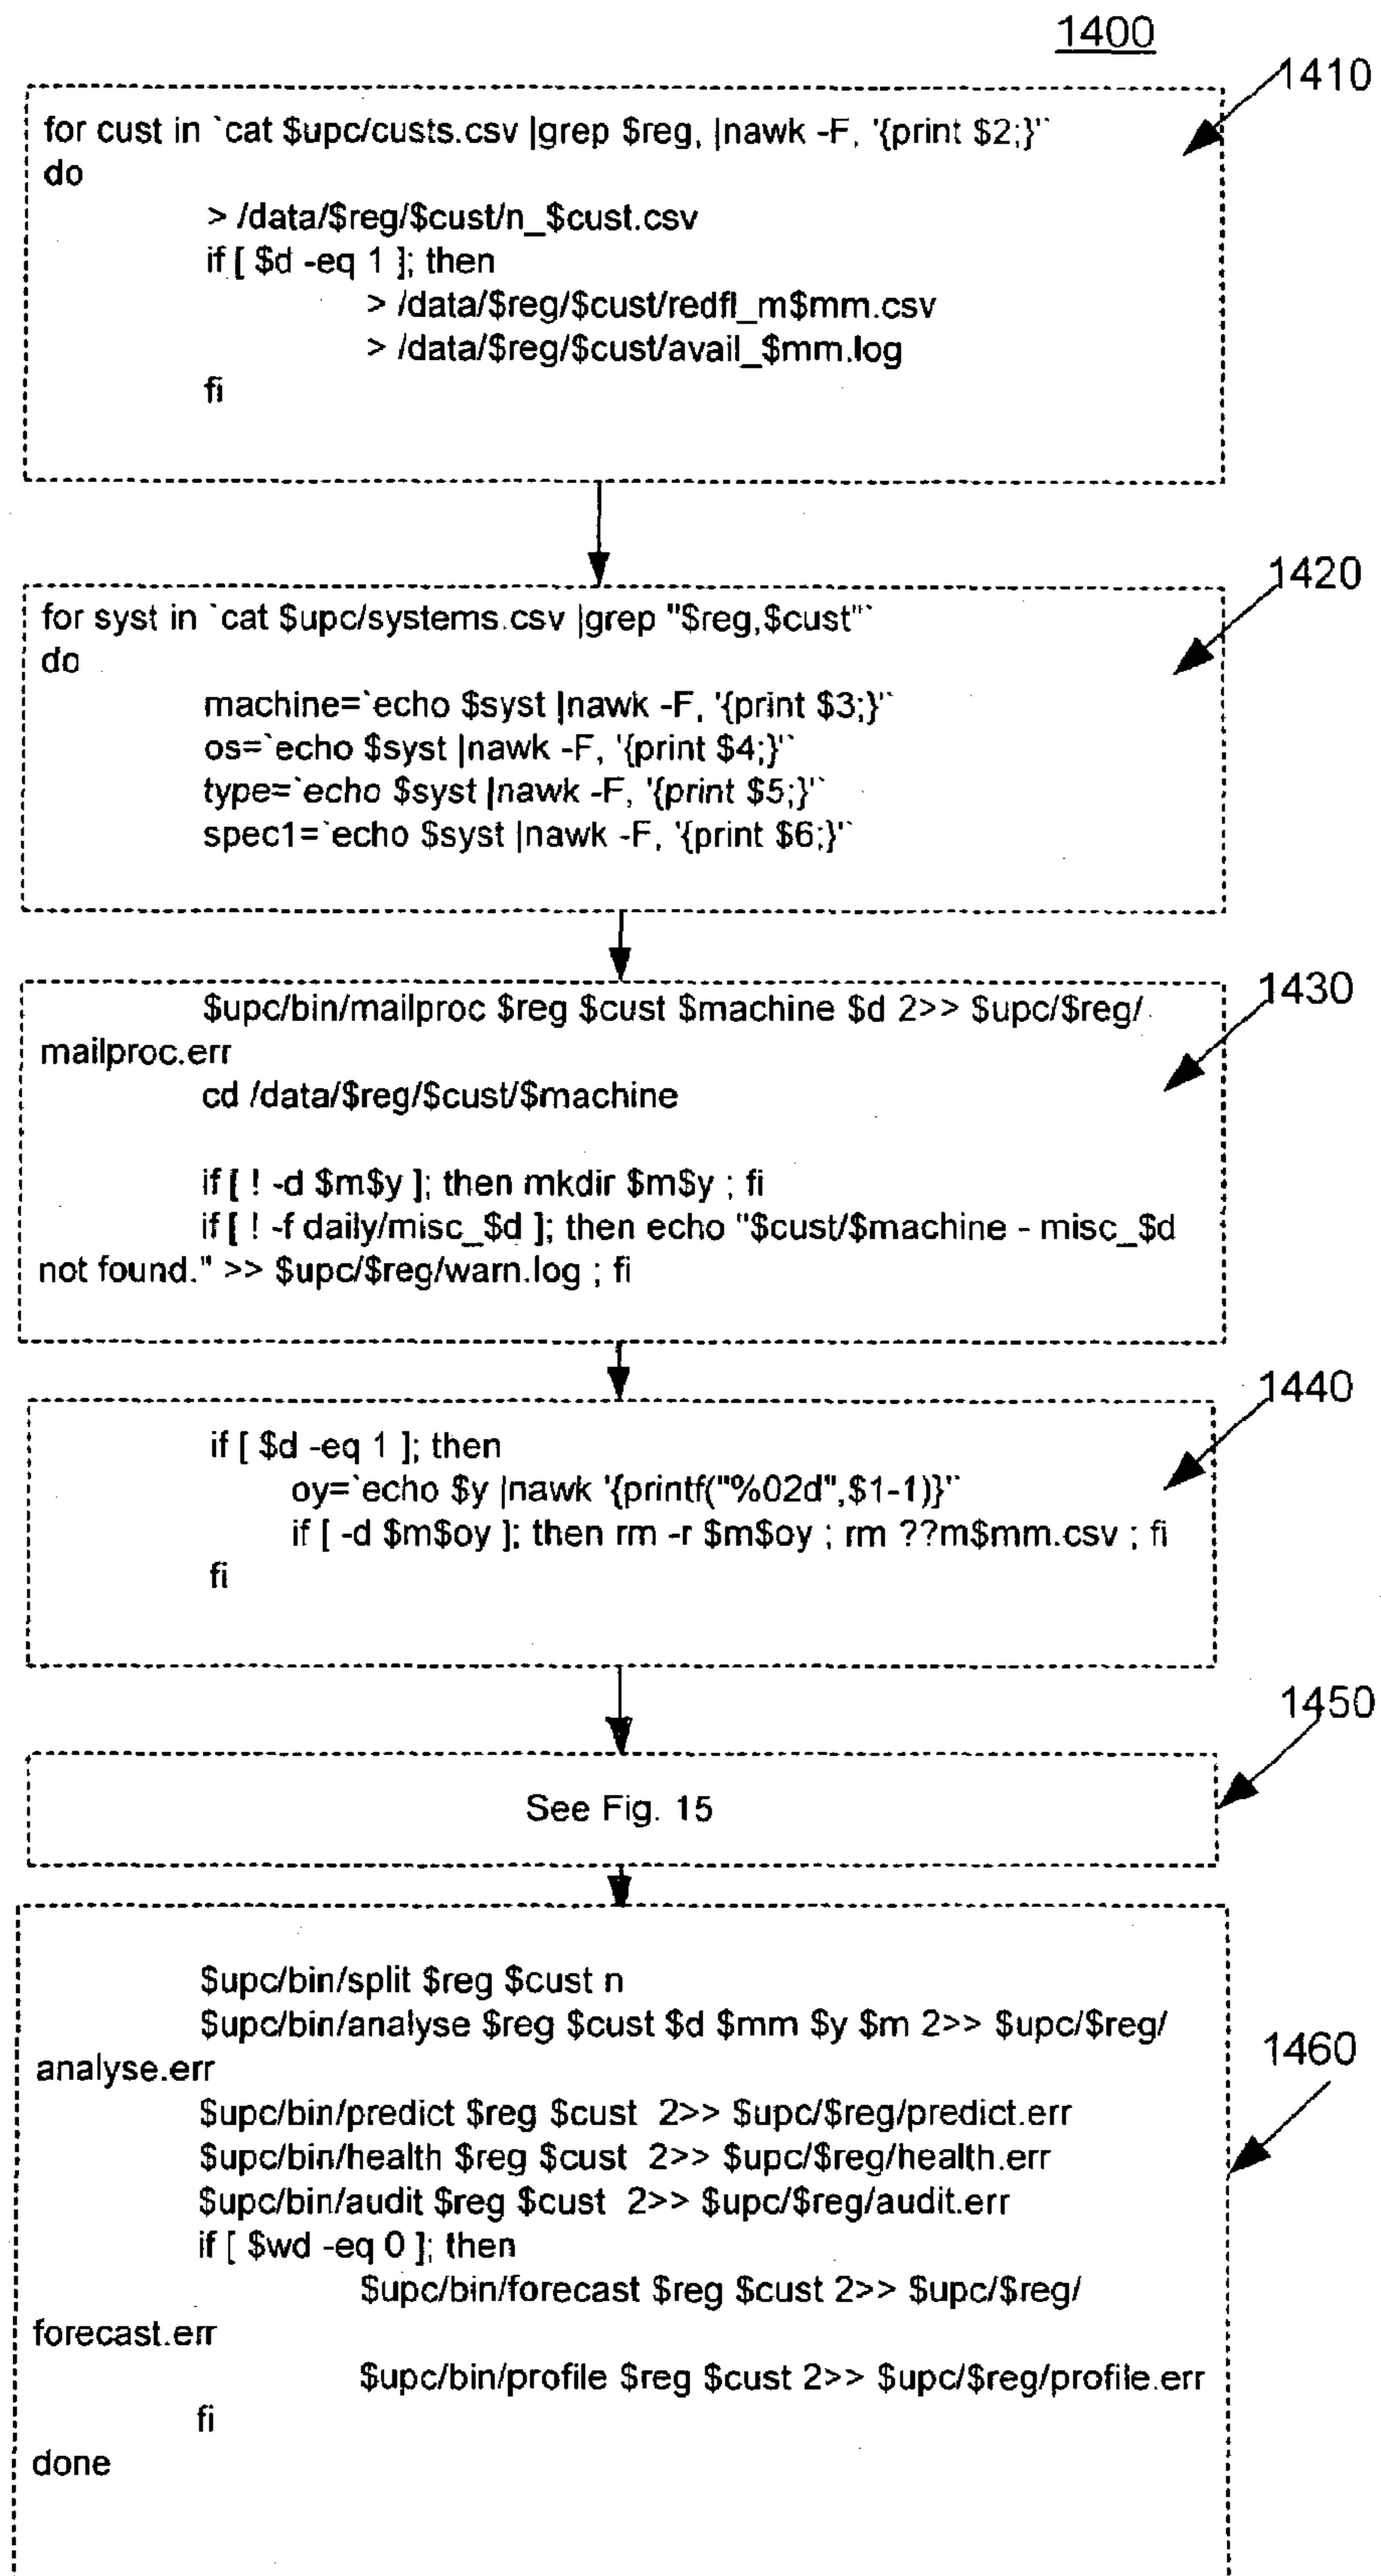 1400
1410
for cust in `cat $upc/custs.csv |grep $reg, |nawk -F, '{print $2;}'`
do
> /data/$reg/$cust/n_$cust.csv
if [ $d -eq 1 ]; then
> /data/$reg/$cust/redfl_m$mm.csv
> /data/$reg/$cust/avail_$mm.log
fi
1420
for syst in `cat $upc/systems.csv |grep "$reg,$cust"`
do
machine=`echo $syst |nawk -F, '{print $3;}'`
os=`echo $syst |nawk -F, '{print $4;}'`
type=`echo $syst |nawk -F, '{print $5;}'`
spec1=`echo $syst |nawk -F, '{print $6;}'`
1430
$upc/bin/mailproc $reg $cust $machine $d 2>> $upc/$reg/
mailproc.err
cd /data/$reg/$cust/$machine
if [ ! -d $m$y ]; then mkdir $m$y ; fi
if [ ! -f daily/misc_$d ]; then echo "$cust/$machine - misc_$d
not found." >> $upc/$reg/warn.log ; fi
1440
if [ $d -eq 1 ]; then
oy=`echo $y |nawk '{printf("%02d",$1-1)}'`
if [ -d $m$oy ]; then rm -r $m$oy ; rm ??m$mm.csv ; fi
fi
1450
See Fig. 15
1460
$upc/bin/split $reg $cust n
$upc/bin/analyse $reg $cust $d $mm $y $m 2>> $upc/$reg/
analyse.err
$upc/bin/predict $reg $cust  2>> $upc/$reg/predict.err
$upc/bin/health $reg $cust  2>> $upc/$reg/health.err
$upc/bin/audit $reg $cust  2>> $upc/$reg/audit.err
if [ $wd -eq 0 ]; then
$upc/bin/forecast $reg $cust 2>> $upc/$reg/
forecast.err
$upc/bin/profile $reg $cust 2>> $upc/$reg/profile.err
fi
done